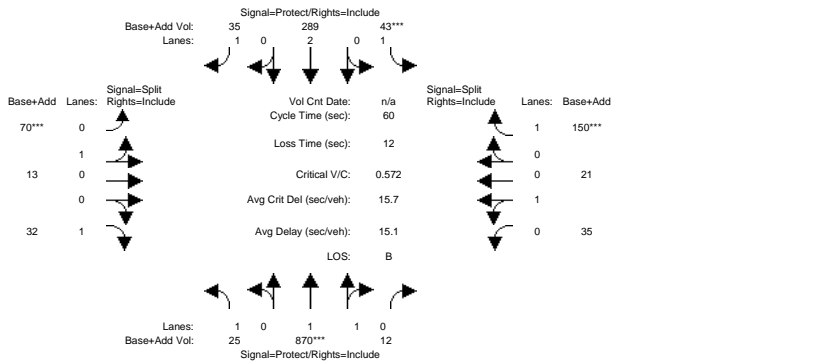 Signal=Protect/Rights=Include
Base+Add Vol: 35 289 43***
Lanes: 1 0 2 0 1
Signal=Split Signal=Split
Base+Add Lanes: Rights=Include Vol Cnt Date: n/a Rights=Include Lanes: Base+Add
Cycle Time (sec): 60
70*** 0 1 150***
Loss Time (sec): 12
1 0
13 0 Critical V/C: 0.572 0 21
0 Avg Crit Del (sec/veh): 15.7 1
32 1 Avg Delay (sec/veh): 15.1 0 35
LOS: B
Lanes: 1 0 1 1 0
Base+Add Vol: 25 870*** 12
Signal=Protect/Rights=Include